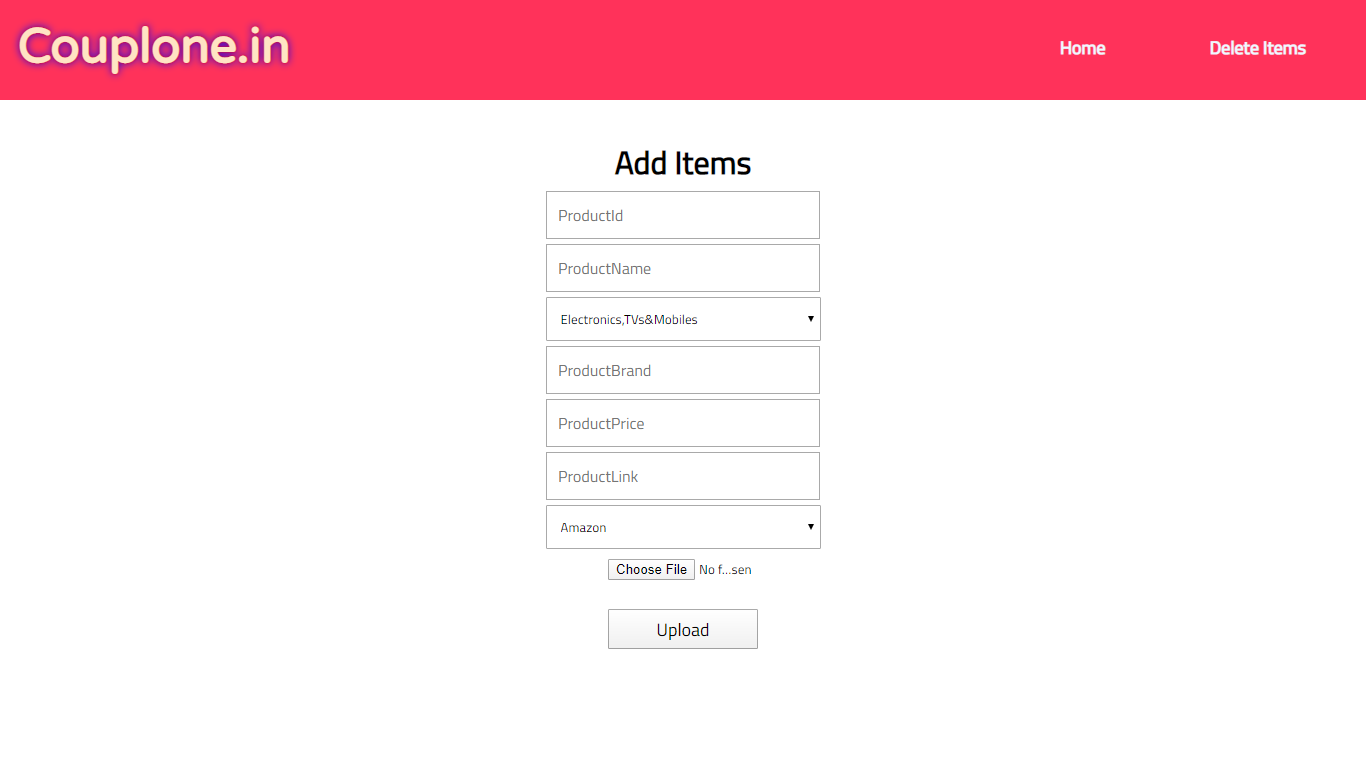 Couplone.in
Home
Delete Items
Add Items
ProductId
ProductName
Electronics,TVs&Mobiles
ProductBrand
ProductPrice
ProductLink
Amazon
Choose File No f...sen
Upload